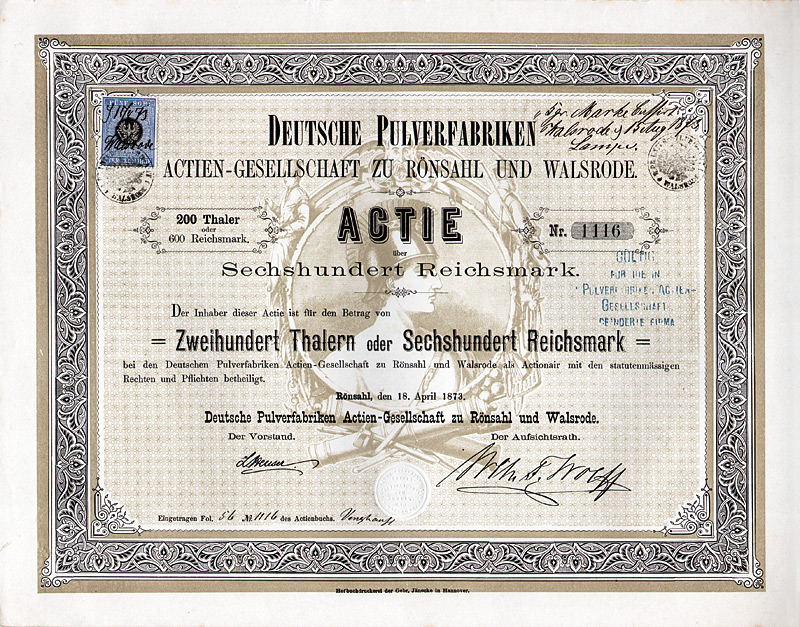 DEUTSCHE PULVERFABRIKEN
ACTIEN-GESELLSCHAFT ZU RÖNSAHL UND WALSRODE.
200 Thaler
oder
600 Reichsmark.
ACTIE
Nr. 1116
über
Sechshundert Reichsmark.
GÜLTIG
FÜR DIE IN
PULVERFABRIKEN ACTIEN-
GESELLSCHAFT
GEÄNDERTE FIRMA
Der Inhaber dieser Actie ist für den Betrag von
= Zweihundert Thalern oder Sechshundert Reichsmark =
bei den Deutschen Pulverfabriken Actien-Gesellschaft zu Rönsahl und Walsrode als Actionair mit den statutenmässigen
Rechten und Pflichten betheiligt.
Rönsahl, den 18. April 1873.
Deutsche Pulverfabriken Actien-Gesellschaft zu Rönsahl und Walsrode.
Der Vorstand.
Der Aufsichtsrath.
Eingetragen Fol. 56 No. 1116 des Actienbuchs.
Hofbuchdruckerei der Gebr. Jänecke in Hannover.